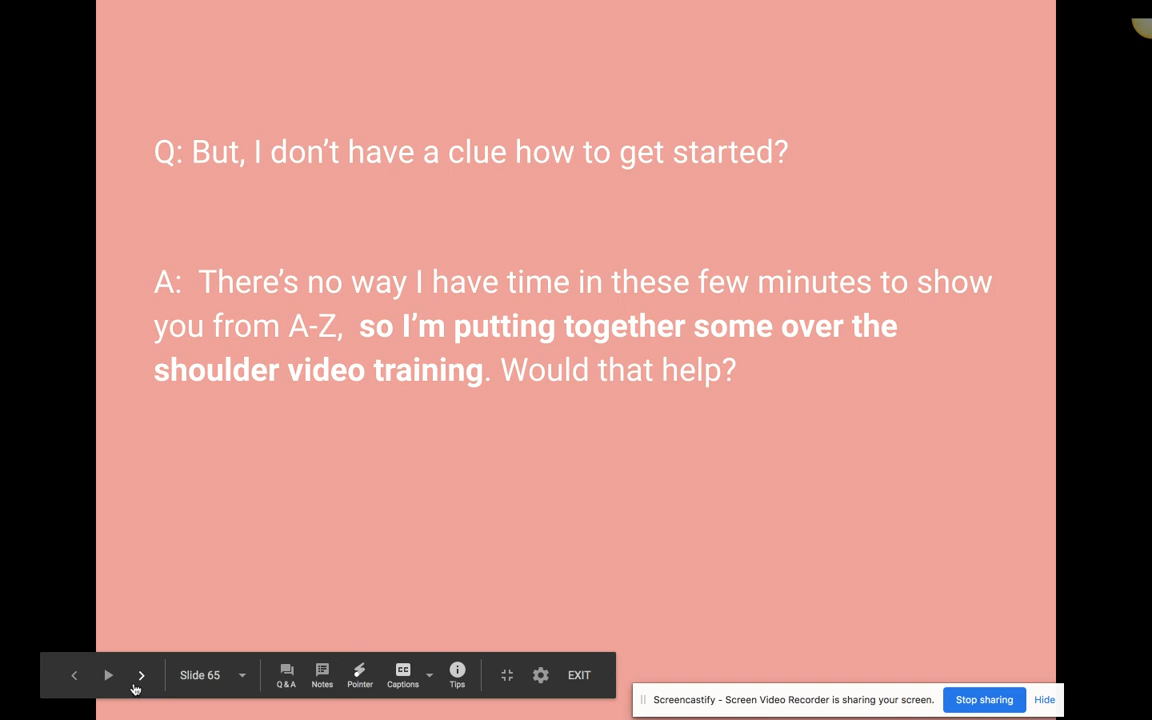 Q: But, I don’t have a clue how to get started?
A:  There’s no way I have time in these few minutes to show
you from A-Z,  so I’m putting together some over the
shoulder video training. Would that help?
Slide 65
Q & A
Notes
Pointer
CC
Captions
Tips
EXIT
Screencastify - Screen Video Recorder is sharing your screen.
Stop sharing
Hide